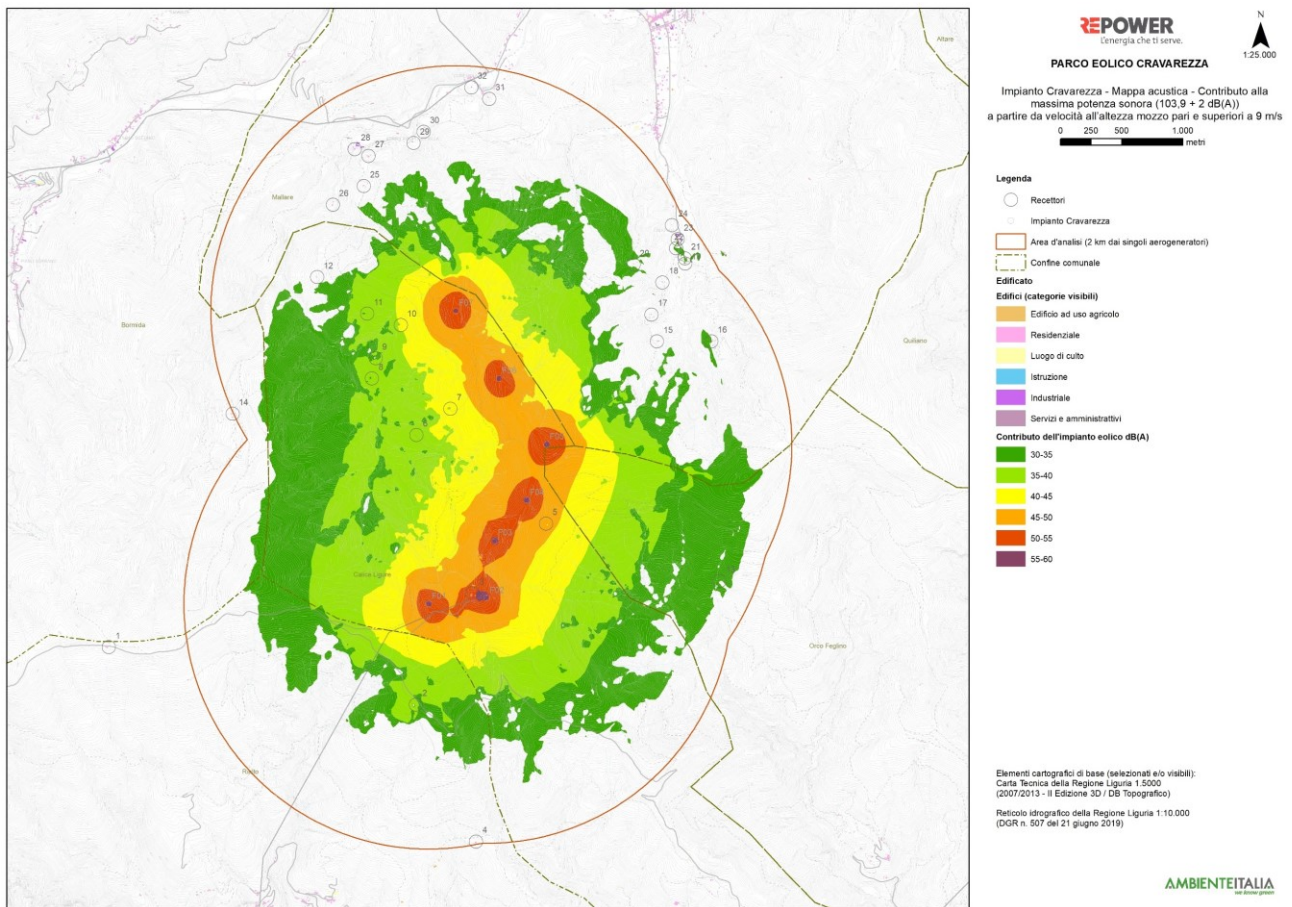 REPOWER
L'energia che ti serve.
N
1:25.000
PARCO EOLICO CRAVAREZZA
Impianto Cravarezza - Mappa acustica - Contributo alla
massima potenza sonora (103,9 + 2 dB(A))
a partire da velocità all'altezza mozzo pari e superiori a 9 m/s
0 250 500 1.000
metri
Legenda
Recettori
Impianto Cravarezza
Area d'analisi (2 km dai singoli aerogeneratori)
Confine comunale
Edificato
Edifici (categorie visibili)
Edificio ad uso agricolo
Residenziale
Luogo di culto
Istruzione
Industriale
Servizi e amministrativi
Contributo dell'impianto eolico dB(A)
30-35
35-40
40-45
45-50
50-55
55-60
Elementi cartografici di base (selezionati e/o visibili):
Carta Tecnica della Regione Liguria 1.5000
(2007/2013 - II Edizione 3D / DB Topografico)
Reticolo idrografico della Regione Liguria 1:10.000
(DGR n. 507 del 21 giugno 2019)
AMBIENTEITALIA
we know green
Altare
32
31
30
29
28
27
25
26
Mallare
24
23
21
20
18
12
17
11
10
15
16
Bormida
Quiliano
9
8
7
14
6
5
Calice Ligure
1
Orco Feglino
2
Rialto
4